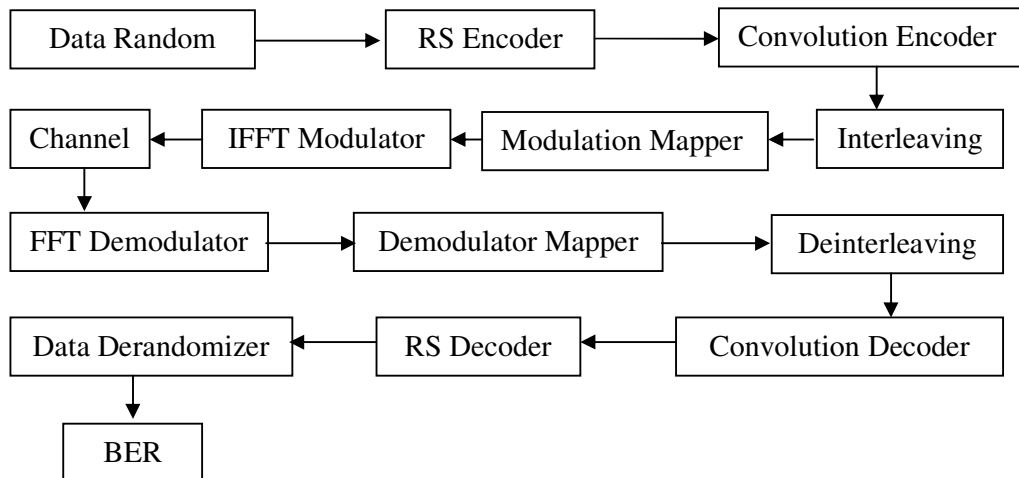 Data Random
RS Encoder
Convolution Encoder
Channel
IFFT Modulator
Modulation Mapper
Interleaving
FFT Demodulator
Demodulator Mapper
Deinterleaving
Data Derandomizer
RS Decoder
Convolution Decoder
BER